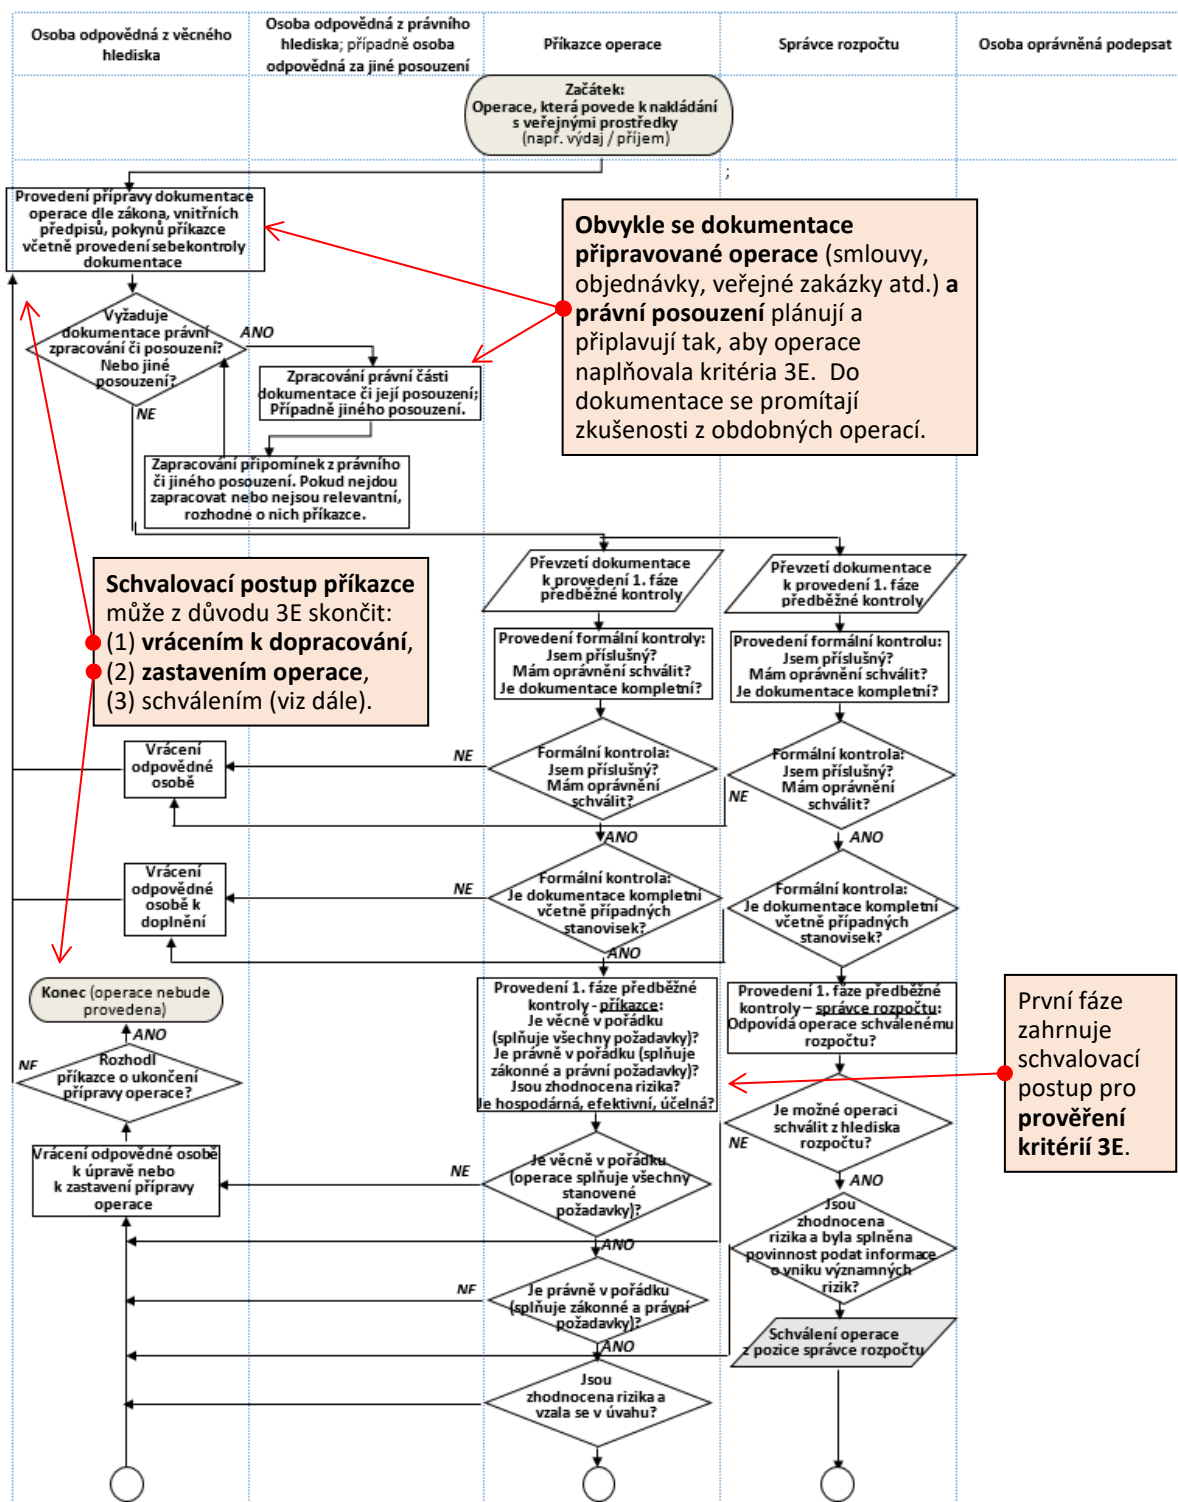 Osoba odpovědná z věcného
hlediska
Osoba odpovědná z právního
hlediska; případně osoba
odpovědná za jiné posouzení
Příkazce operace
Správce rozpočtu
Osoba oprávněná podepsat
Začátek:
Operace, která povede k nakládání
s veřejnými prostředky
(např. výdaj / příjem)
;
Provedení přípravy dokumentace
operace dle zákona, vnitřních
předpisů, pokynů příkazce
včetně provedení sebekontroly
dokumentace
Obvykle se dokumentace
připravované operace (smlouvy,
objednávky, veřejné zakázky atd.) a
právní posouzení plánují a
připlavují tak, aby operace
naplňovala kritéria 3E. Do
dokumentace se promítají
zkušenosti z obdobných operací.
Vyžaduje
dokumentace právní
zpracování či posouzení?
Nebo jiné
posouzení?
ANO
NE
Zpracování právní části
dokumentace či její posouzení;
Případně jiného posouzení.
Zapracování připomínek z právního
či jiného posouzení. Pokud nejdou
zapracovat nebo nejsou relevantní,
rozhodne o nich příkazce.
Schvalovací postup příkazce
může z důvodu 3E skončit:
(1) vrácením k dopracování,
(2) zastavením operace,
(3) schválením (viz dále).
Převzetí dokumentace
k provedení 1. fáze
předběžné kontroly
Převzetí dokumentace
k provedení 1. fáze
předběžné kontroly
Provedení formální kontroly:
Jsem příslušný?
Mám oprávnění schválit?
Je dokumentace kompletní?
Provedení formální kontrolu:
Jsem příslušný?
Mám oprávnění schválit?
Je dokumentace kompletní?
Vrácení
odpovědné
osobě
NE
Formální kontrola:
Jsem příslušný?
Mám oprávnění
schválit?
NE
Formální kontrola:
Jsem příslušný?
Mám oprávnění
schválit?
ANO
ANO
Vrácení
odpovědné
osobě k
doplnění
NE
Formální kontrola:
Je dokumentace kompletní
včetně případných
stanovisek?
Formální kontrola:
Je dokumentace kompletní
včetně případných
stanovisek?
ANO
Konec (operace nebude
provedena)
ANO
Provedení 1. fáze předběžné
kontroly - příkazce:
Je věcně v pořádku
(splňuje všechny požadavky)?
Je právně v pořádku (splňuje
zákonné a právní požadavky)?
Jsou zhodnocena rizika?
Je hospodárná, efektivní, účelná?
Provedení 1. fáze předběžné
kontroly – správce rozpočtu:
Odpovídá operace schválenému
rozpočtu?
První fáze
zahrnuje
schvalovací
postup pro
prověření
kritérií 3E.
NE
Rozhodl
příkazce o ukončení
přípravy operace?
Je možné operaci
schválit z hlediska
rozpočtu?
NE
ANO
Vrácení odpovědné osobě
k úpravě nebo
k zastavení přípravy
operace
NE
Je věcně v pořádku
(operace splňuje všechny
stanovené
požadavky)?
ANO
Jsou
zhodnocena
rizika a byla splněna
povinnost podat informace
o vniku významných
rizik?
NE
Je právně v pořádku
(splňuje zákonné a právní
požadavky)?
ANO
Schválení operace
z pozice správce rozpočtu
Jsou
zhodnocena rizika a
vzala se v úvahu?